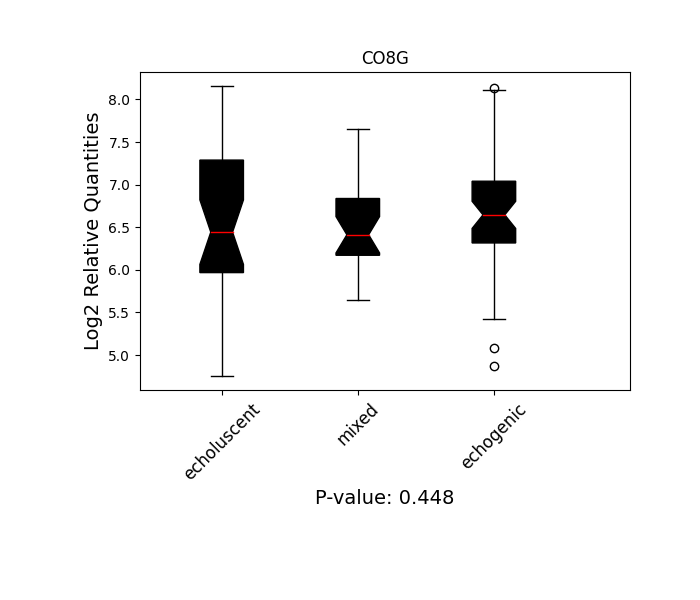 CO8G
Log2 Relative Quantities
8.0
7.5
7.0
6.5
6.0
5.5
5.0
echoluscent
mixed
echogenic
P-value: 0.448